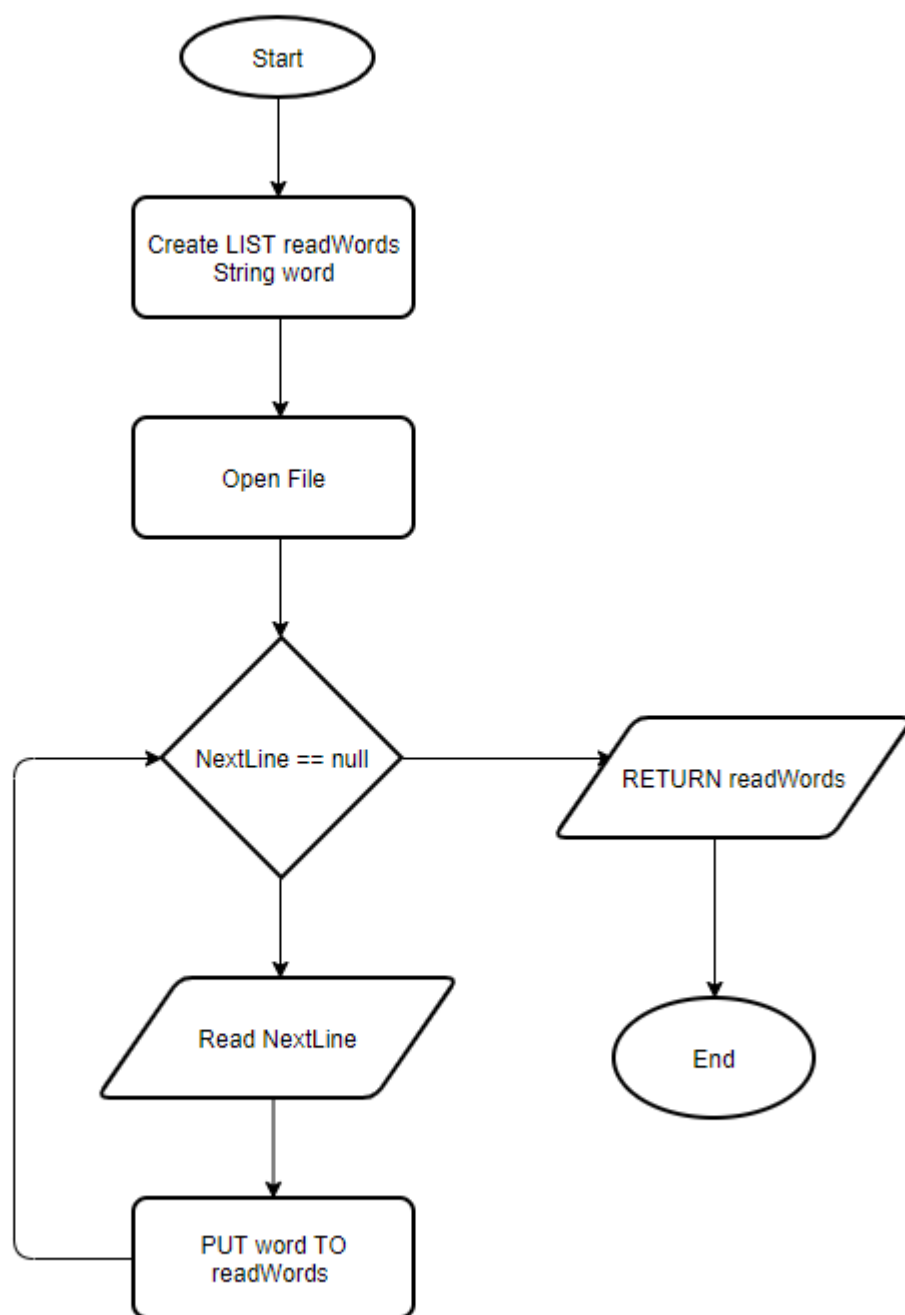 Start
Create LIST readWords
String word
Open File
NextLine == null
RETURN readWords
Read NextLine
End
PUT word TO
readWords